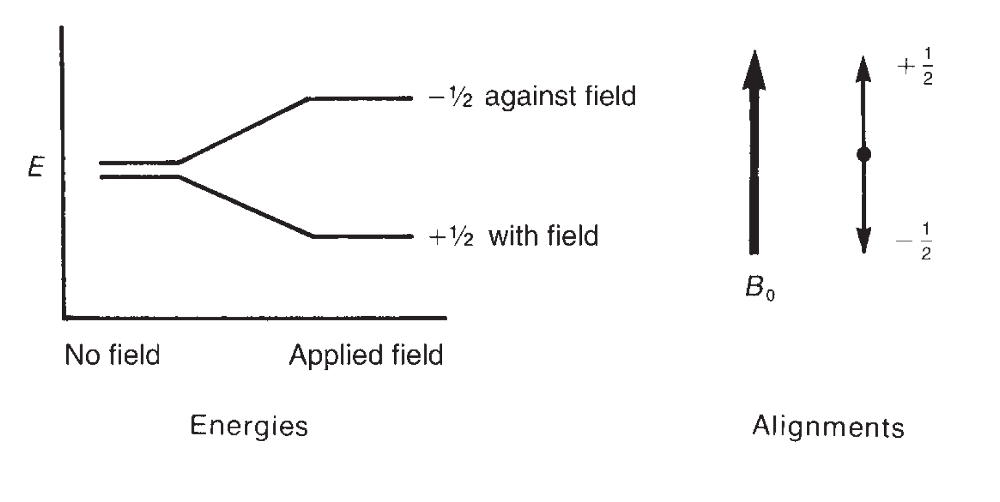 −½ against field
E
+½ with field
No field
Applied field
Energies
+ 1/2
− 1/2
B₀
Alignments